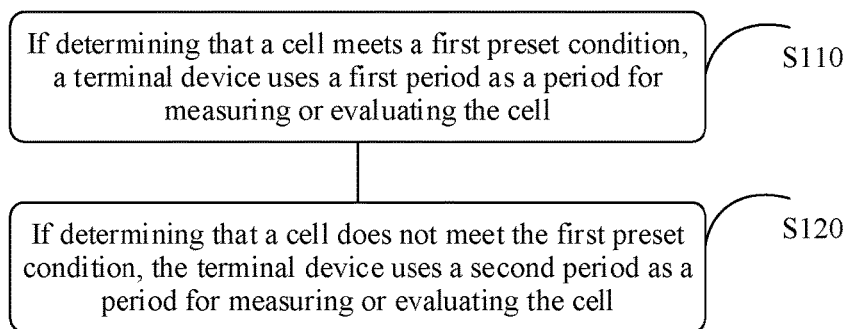 If determining that a cell meets a first preset condition,
a terminal device uses a first period as a period for
measuring or evaluating the cell
S110
If determining that a cell does not meet the first preset
condition, the terminal device uses a second period as a
period for measuring or evaluating the cell
S120